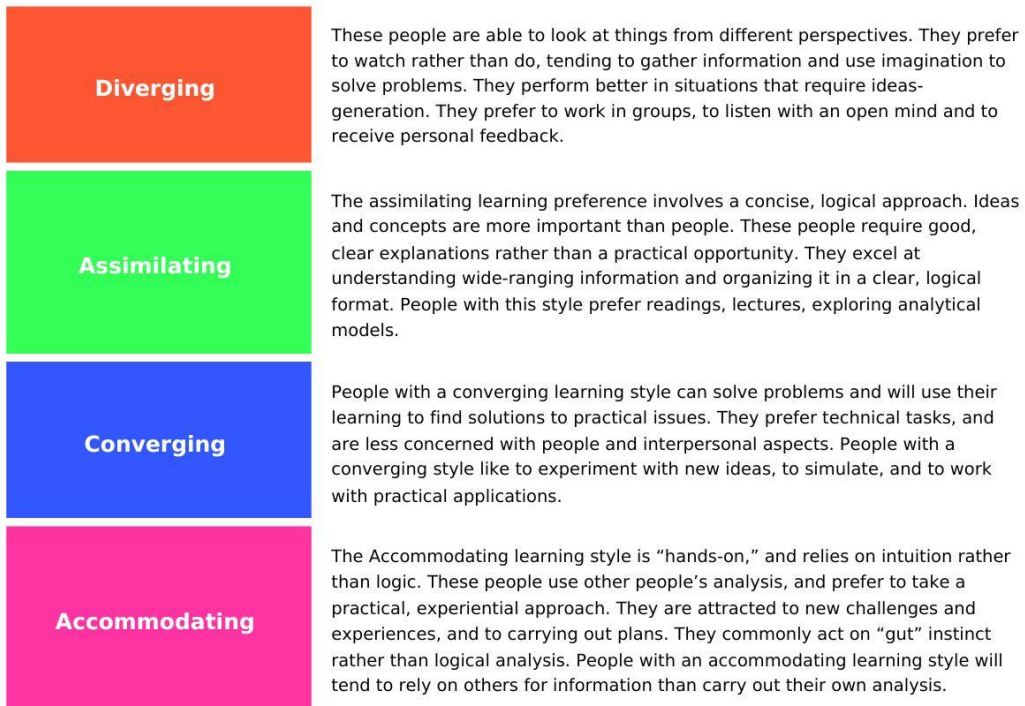 Diverging
These people are able to look at things from different perspectives. They prefer
to watch rather than do, tending to gather information and use imagination to
solve problems. They perform better in situations that require ideas-
generation. They prefer to work in groups, to listen with an open mind and to
receive personal feedback.
Assimilating
The assimilating learning preference involves a concise, logical approach. Ideas
and concepts are more important than people. These people require good,
clear explanations rather than a practical opportunity. They excel at
understanding wide-ranging information and organizing it in a clear, logical
format. People with this style prefer readings, lectures, exploring analytical
models.
Converging
People with a converging learning style can solve problems and will use their
learning to find solutions to practical issues. They prefer technical tasks, and
are less concerned with people and interpersonal aspects. People with a
converging style like to experiment with new ideas, to simulate, and to work
with practical applications.
Accommodating
The Accommodating learning style is “hands-on,” and relies on intuition rather
than logic. These people use other people’s analysis, and prefer to take a
practical, experiential approach. They are attracted to new challenges and
experiences, and to carrying out plans. They commonly act on “gut” instinct
rather than logical analysis. People with an accommodating learning style will
tend to rely on others for information than carry out their own analysis.